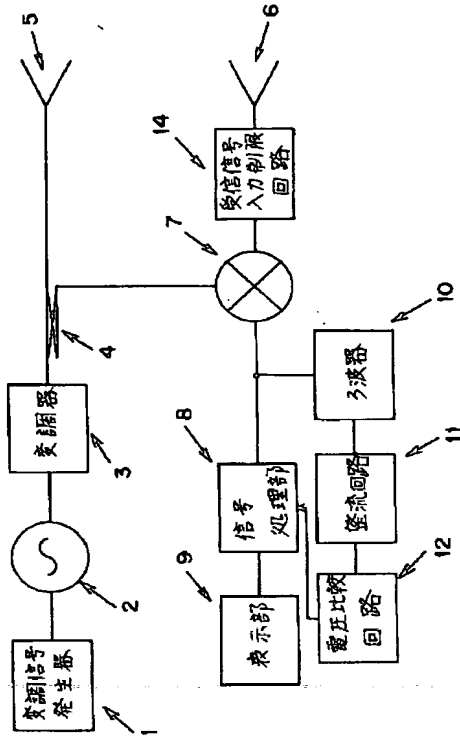 5
6
14
受信信号
入力制限
回路
7
4
変調器
3
2
変調信号
発生器
1
10
ろ波器
8
信号
処理部
11
整流回路
9
表示部
12
電圧比較
回路